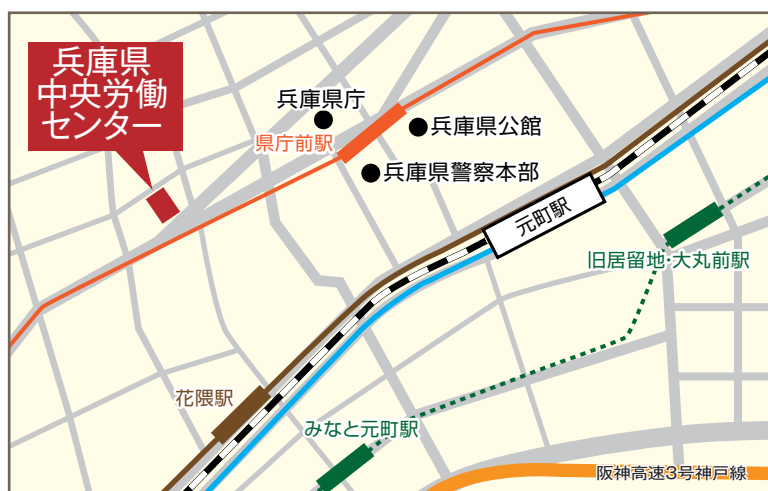 兵庫県
中央労働
センター
兵庫県庁
県庁前駅
兵庫県公館
兵庫県警察本部
元町駅
旧居留地・大丸前駅
花隈駅
みなと元町駅
阪神高速3号神戸線